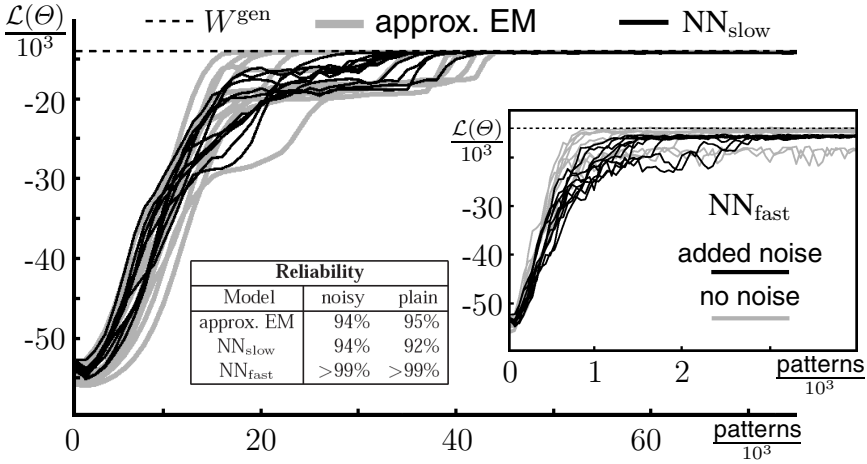 W^gen approx. EM NN_slow
ℒ(Θ)
10³
-20
-30
-40
-50
0 20 40 60 patterns
10³
Reliability
Model noisy plain
approx. EM 94% 95%
NN_slow 94% 92%
NN_fast >99% >99%
ℒ(Θ)
10³
-30
-40
-50
NN_fast
added noise
no noise
0 1 2 patterns
10³